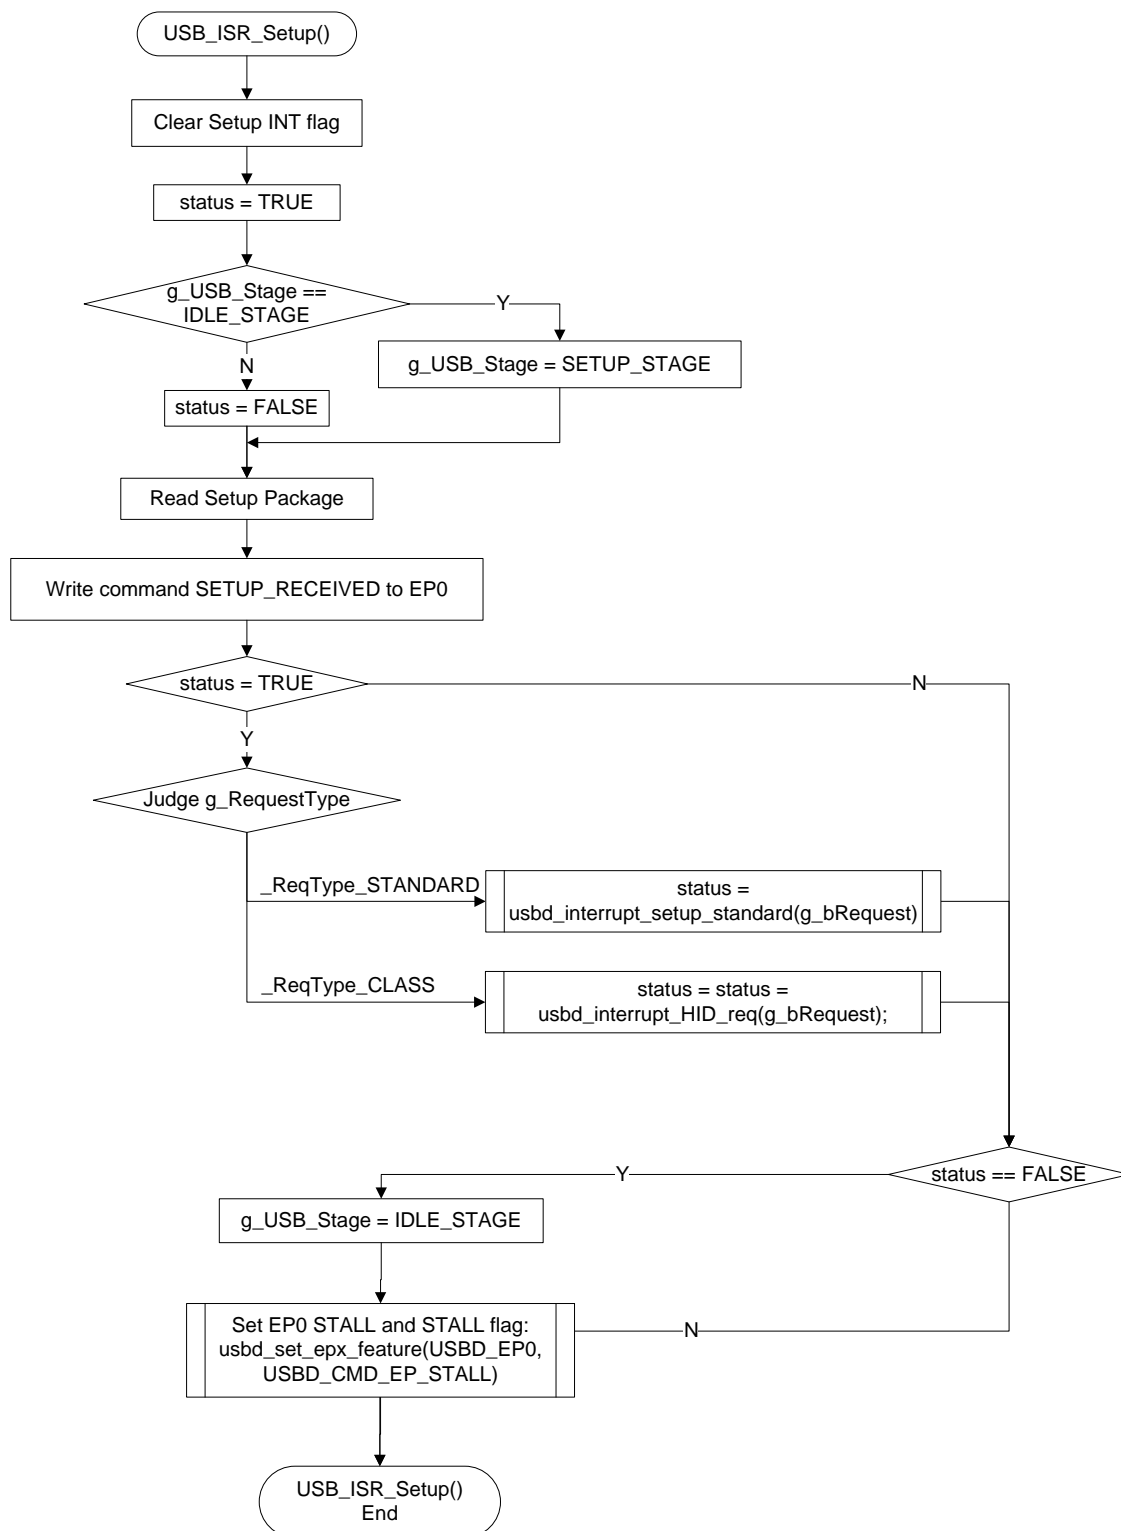 USB_ISR_Setup()
Clear Setup INT flag
status = TRUE
g_USB_Stage ==
IDLE_STAGE
Y
g_USB_Stage = SETUP_STAGE
N
status = FALSE
Read Setup Package
Write command SETUP_RECEIVED to EP0
status = TRUE
N
Y
Judge g_RequestType
_ReqType_STANDARD
status =
usbd_interrupt_setup_standard(g_bRequest)
_ReqType_CLASS
status = status =
usbd_interrupt_HID_req(g_bRequest);
status == FALSE
Y
g_USB_Stage = IDLE_STAGE
Set EP0 STALL and STALL flag:
usbd_set_epx_feature(USBD_EP0,
USBD_CMD_EP_STALL)
N
USB_ISR_Setup()
End